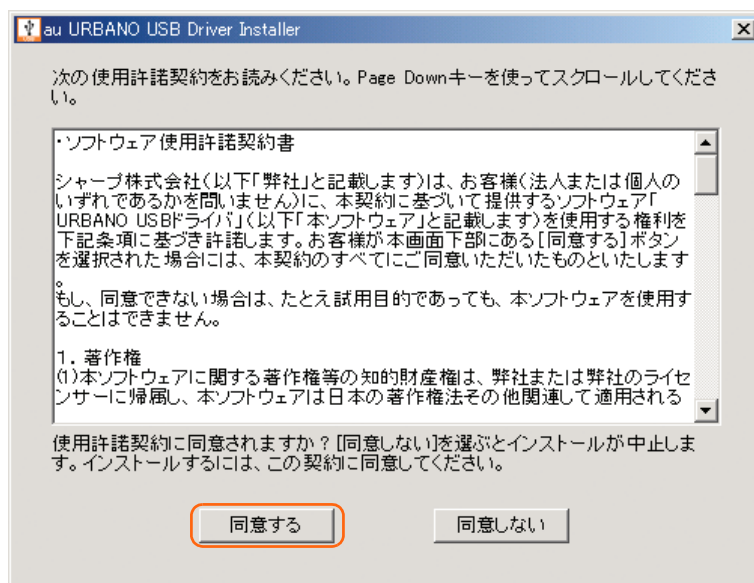 au URBANO USB Driver Installer
次の使用許諾契約をお読みください。Page Downキーを使ってスクロールしてくださ
い。
・ソフトウェア使用許諾契約書
シャープ株式会社(以下「弊社」と記載します)は、お客様(法人または個人の
いずれであるかを問いません)に、本契約に基づいて提供するソフトウェア「
URBANO USBドライバ」(以下「本ソフトウェア」と記載します)を使用する権利を
下記条項に基づき許諾します。お客様が本画面下部にある[同意する]ボタン
を選択された場合には、本契約のすべてにご同意いただいたものといたします
。
もし、同意できない場合は、たとえ試用目的であっても、本ソフトウェアを使用す
ることはできません。
1. 著作権
(1)本ソフトウェアに関する著作権等の知的財産権は、弊社または弊社のライセ
ンサーに帰属し、本ソフトウェアは日本の著作権法その他関連して適用される
使用許諾契約に同意されますか?[同意しない]を選ぶとインストールが中止しま
す。インストールするには、この契約に同意してください。
同意する
同意しない